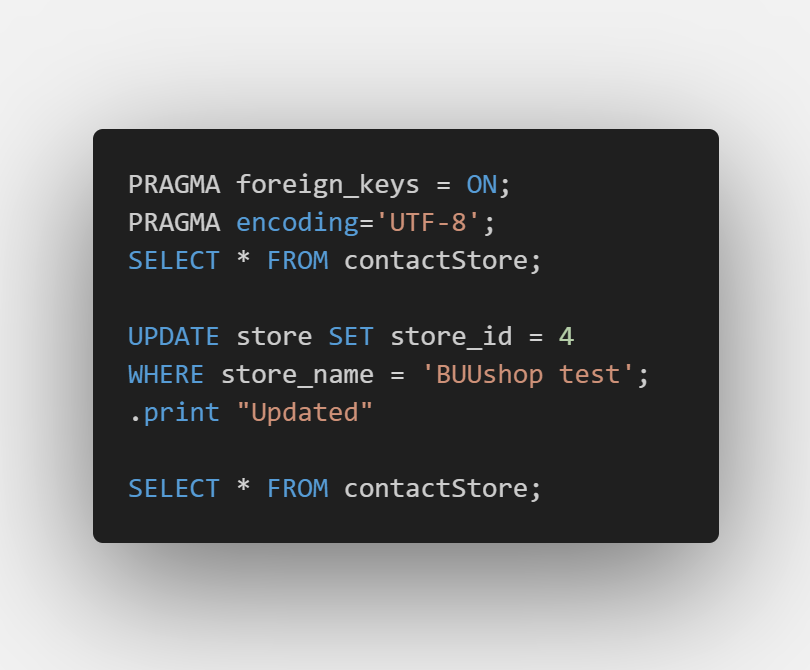 PRAGMA foreign_keys = ON;
PRAGMA encoding='UTF-8';
SELECT * FROM contactStore;
UPDATE store SET store_id = 4
WHERE store_name = 'BUUshop test';
.print "Updated"
SELECT * FROM contactStore;